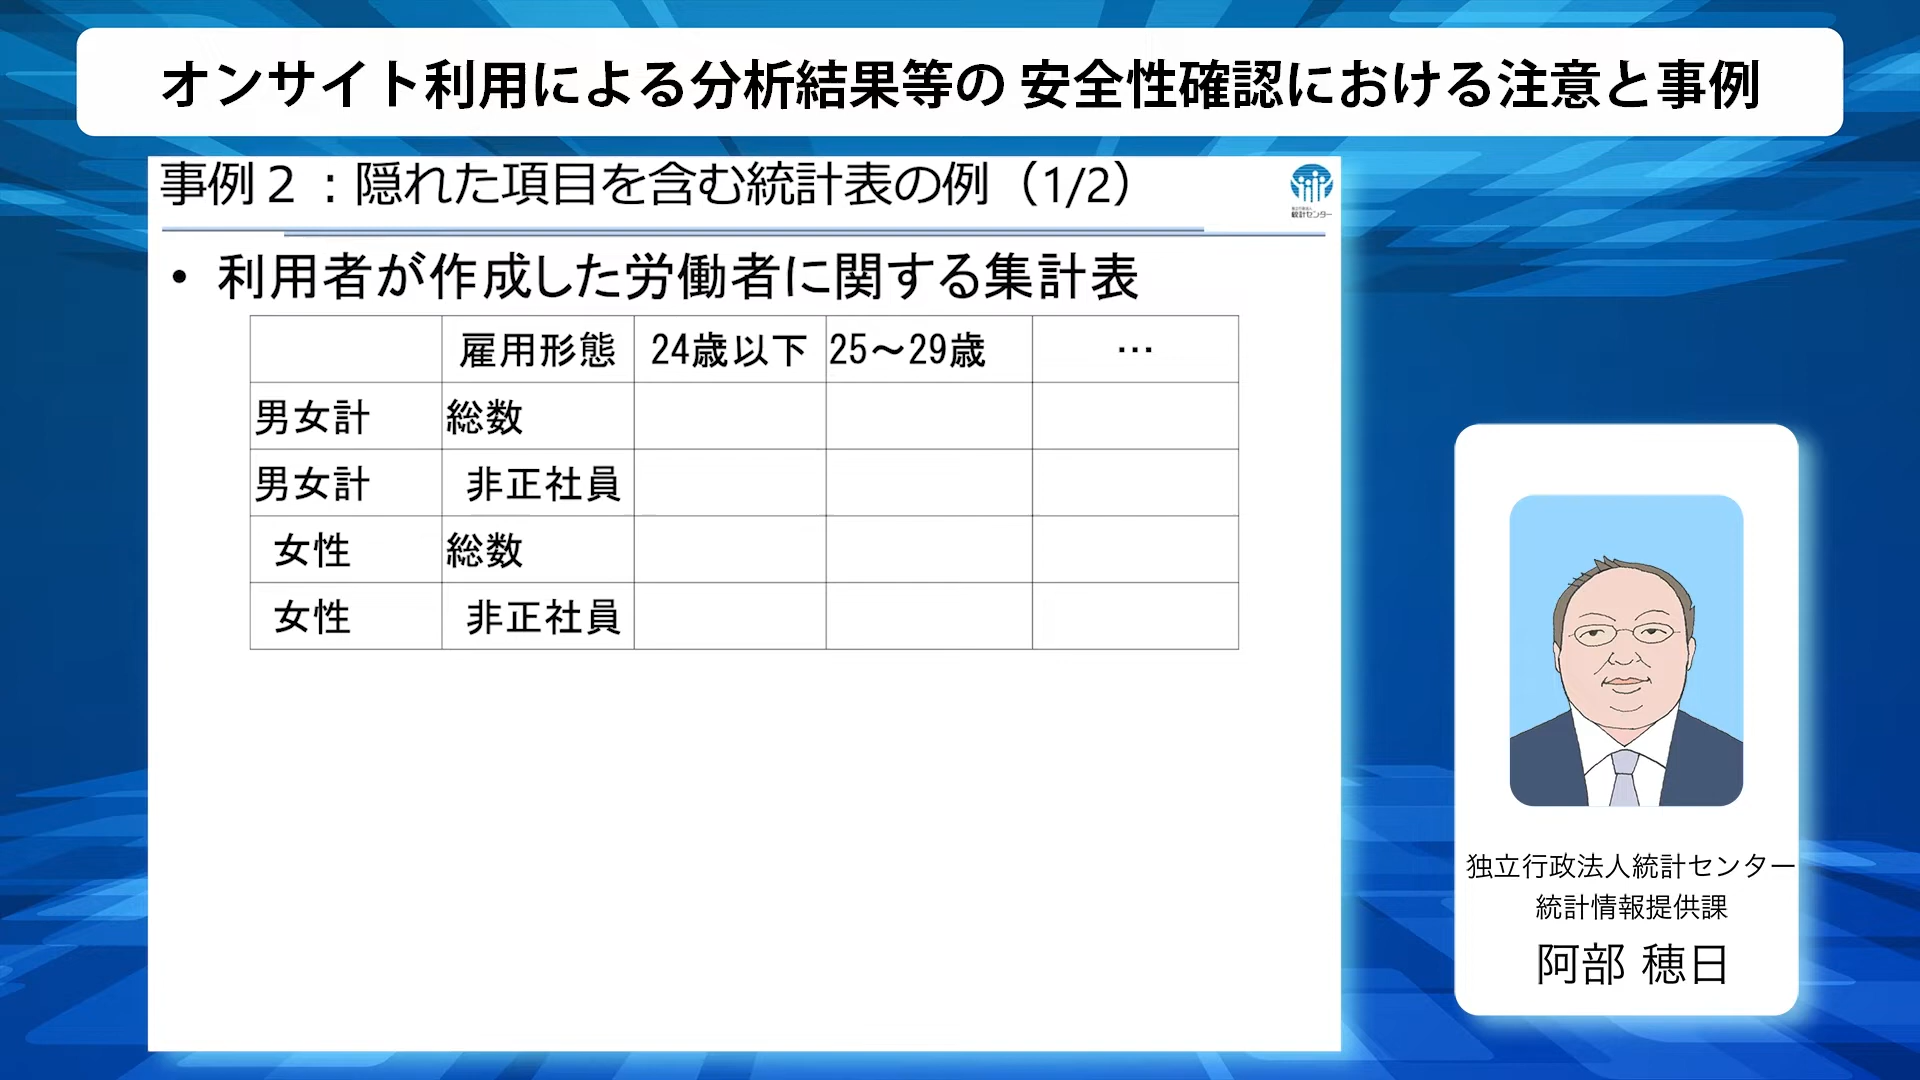 オンサイト利用による分析結果等の 安全性確認における注意と事例
事例２：隠れた項目を含む統計表の例（1/2）
統計センター
• 利用者が作成した労働者に関する集計表
雇用形態 24歳以下 25～29歳 …
男女計 総数
男女計 非正社員
女性 総数
女性 非正社員
独立行政法人統計センター
統計情報提供課
阿部 穂日